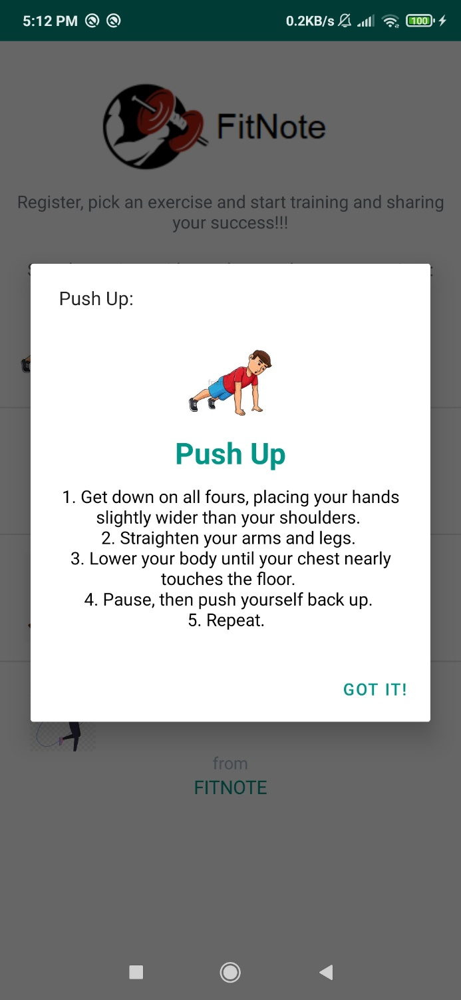 5:12 PM
0.2KB/s
100
FitNote
Register, pick an exercise and start training and sharing
your success!!!
Push Up:
Push Up
1. Get down on all fours, placing your hands
slightly wider than your shoulders.
2. Straighten your arms and legs.
3. Lower your body until your chest nearly
touches the floor.
4. Pause, then push yourself back up.
5. Repeat.
GOT IT!
from
FITNOTE